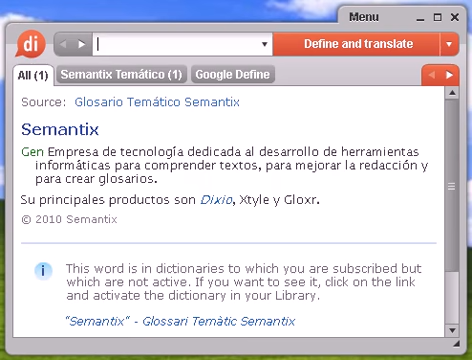 Menu
di
Define and translate
All (1)
Semantix Temático (1)
Google Define
Source: Glosario Temático Semantix
Semantix
Gen Empresa de tecnología dedicada al desarrollo de herramientas
informáticas para comprender textos, para mejorar la redacción y
para crear glosarios.
Su principales productos son Dixio, Xtyle y Gloxr.
© 2010 Semantix
i
This word is in dictionaries to which you are subscribed but
which are not active. If you want to see it, click on the link
and activate the dictionary in your Library.
"Semantix" - Glossari Temàtic Semantix